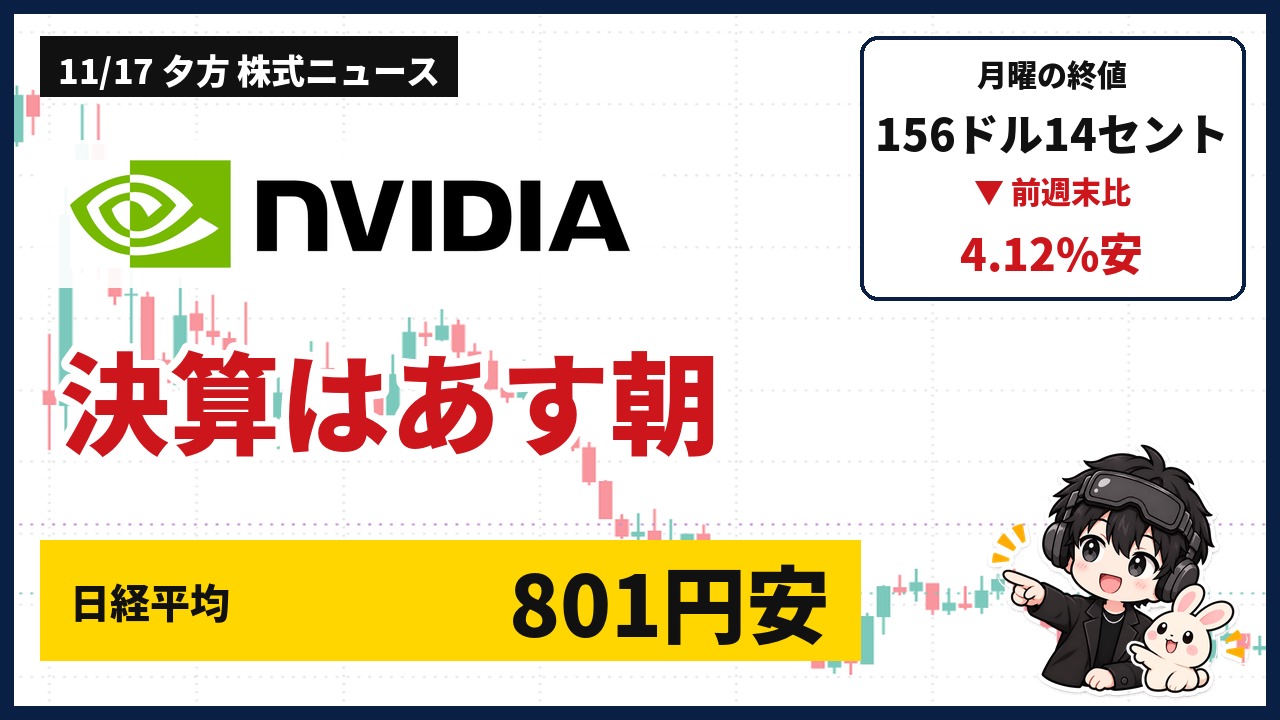 11/17 夕方 株式ニュース
月曜の終値
156ドル14セント
▼ 前週末比
4.12%安
NVIDIA
決算はあす朝
日経平均
801円安